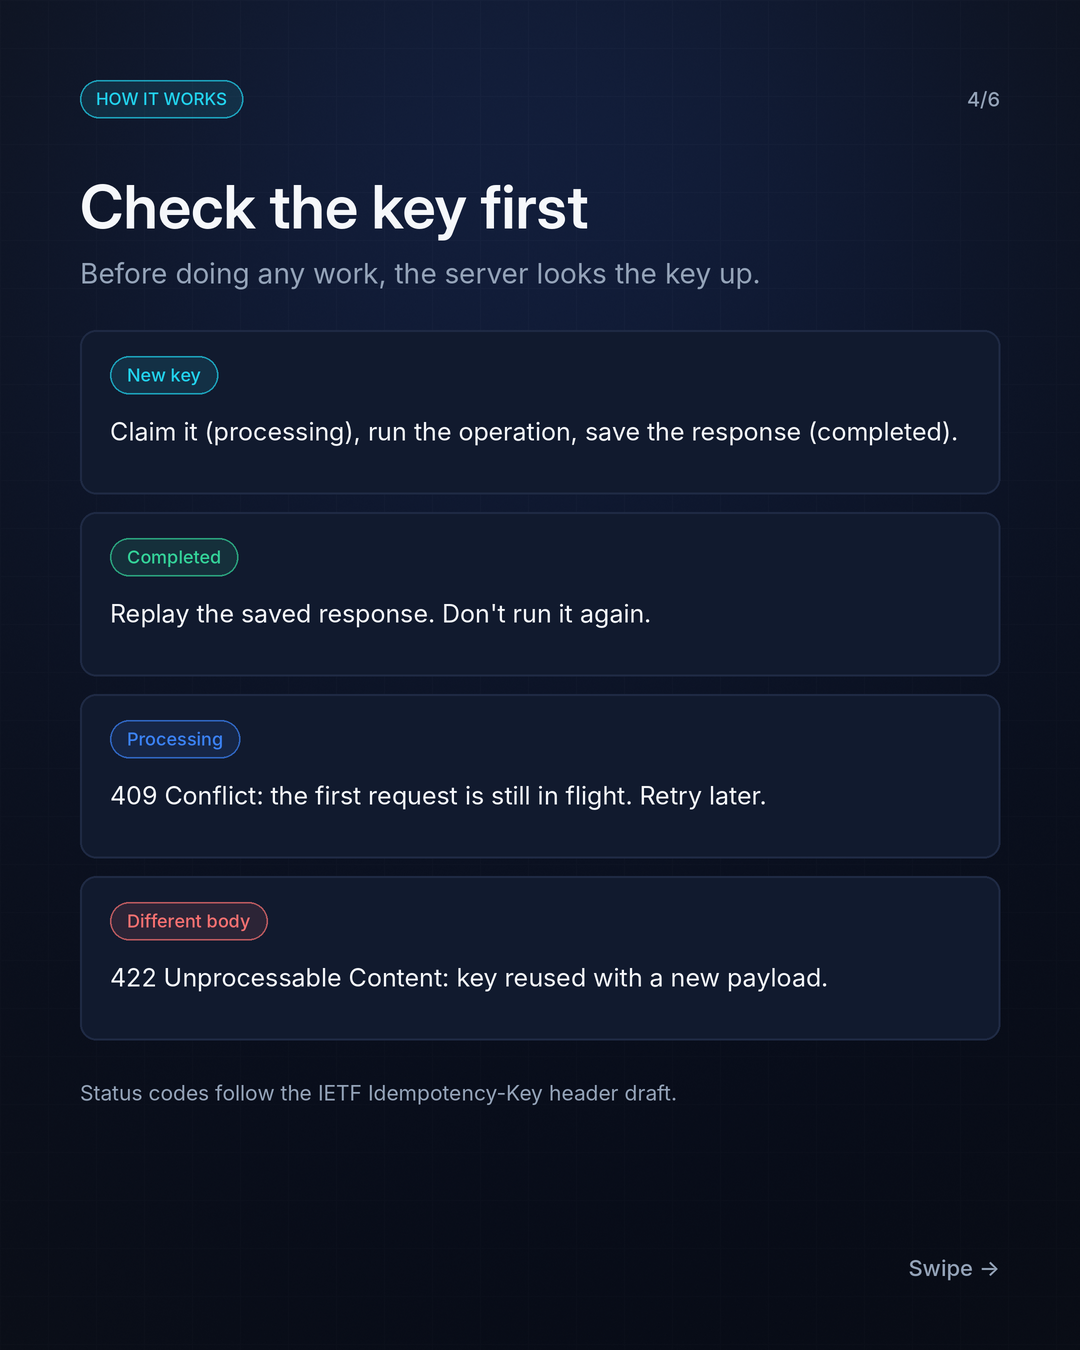 HOW IT WORKS
4/6
Check the key first
Before doing any work, the server looks the key up.
New key
Claim it (processing), run the operation, save the response (completed).
Completed
Replay the saved response. Don't run it again.
Processing
409 Conflict: the first request is still in flight. Retry later.
Different body
422 Unprocessable Content: key reused with a new payload.
Status codes follow the IETF Idempotency-Key header draft.
Swipe →